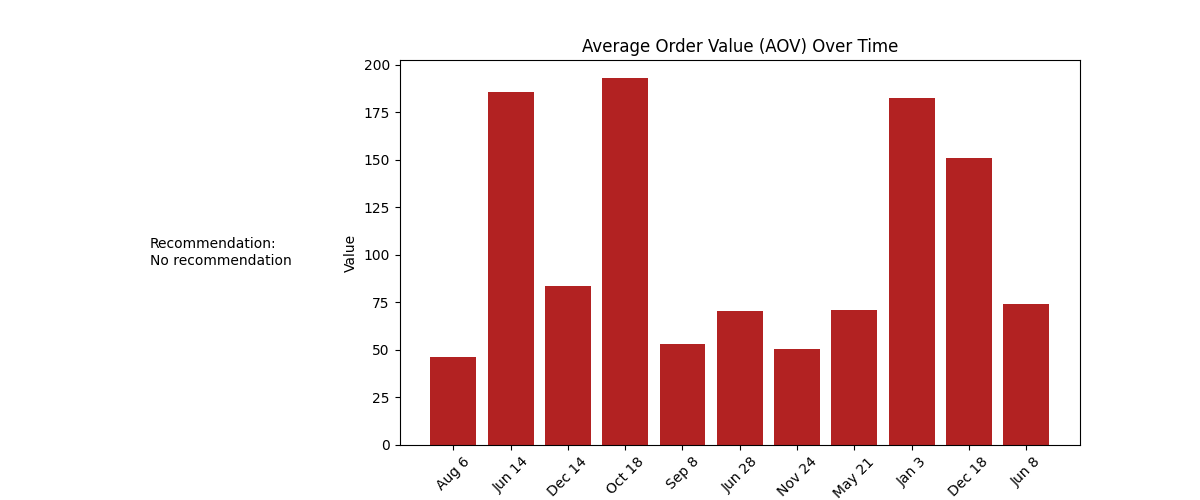 Average Order Value (AOV) Over Time
Recommendation:
No recommendation
Value
200
175
150
125
100
75
50
25
0
Aug 6
Jun 14
Dec 14
Oct 18
Sep 8
Jun 28
Nov 24
May 21
Jan 3
Dec 18
Jun 8